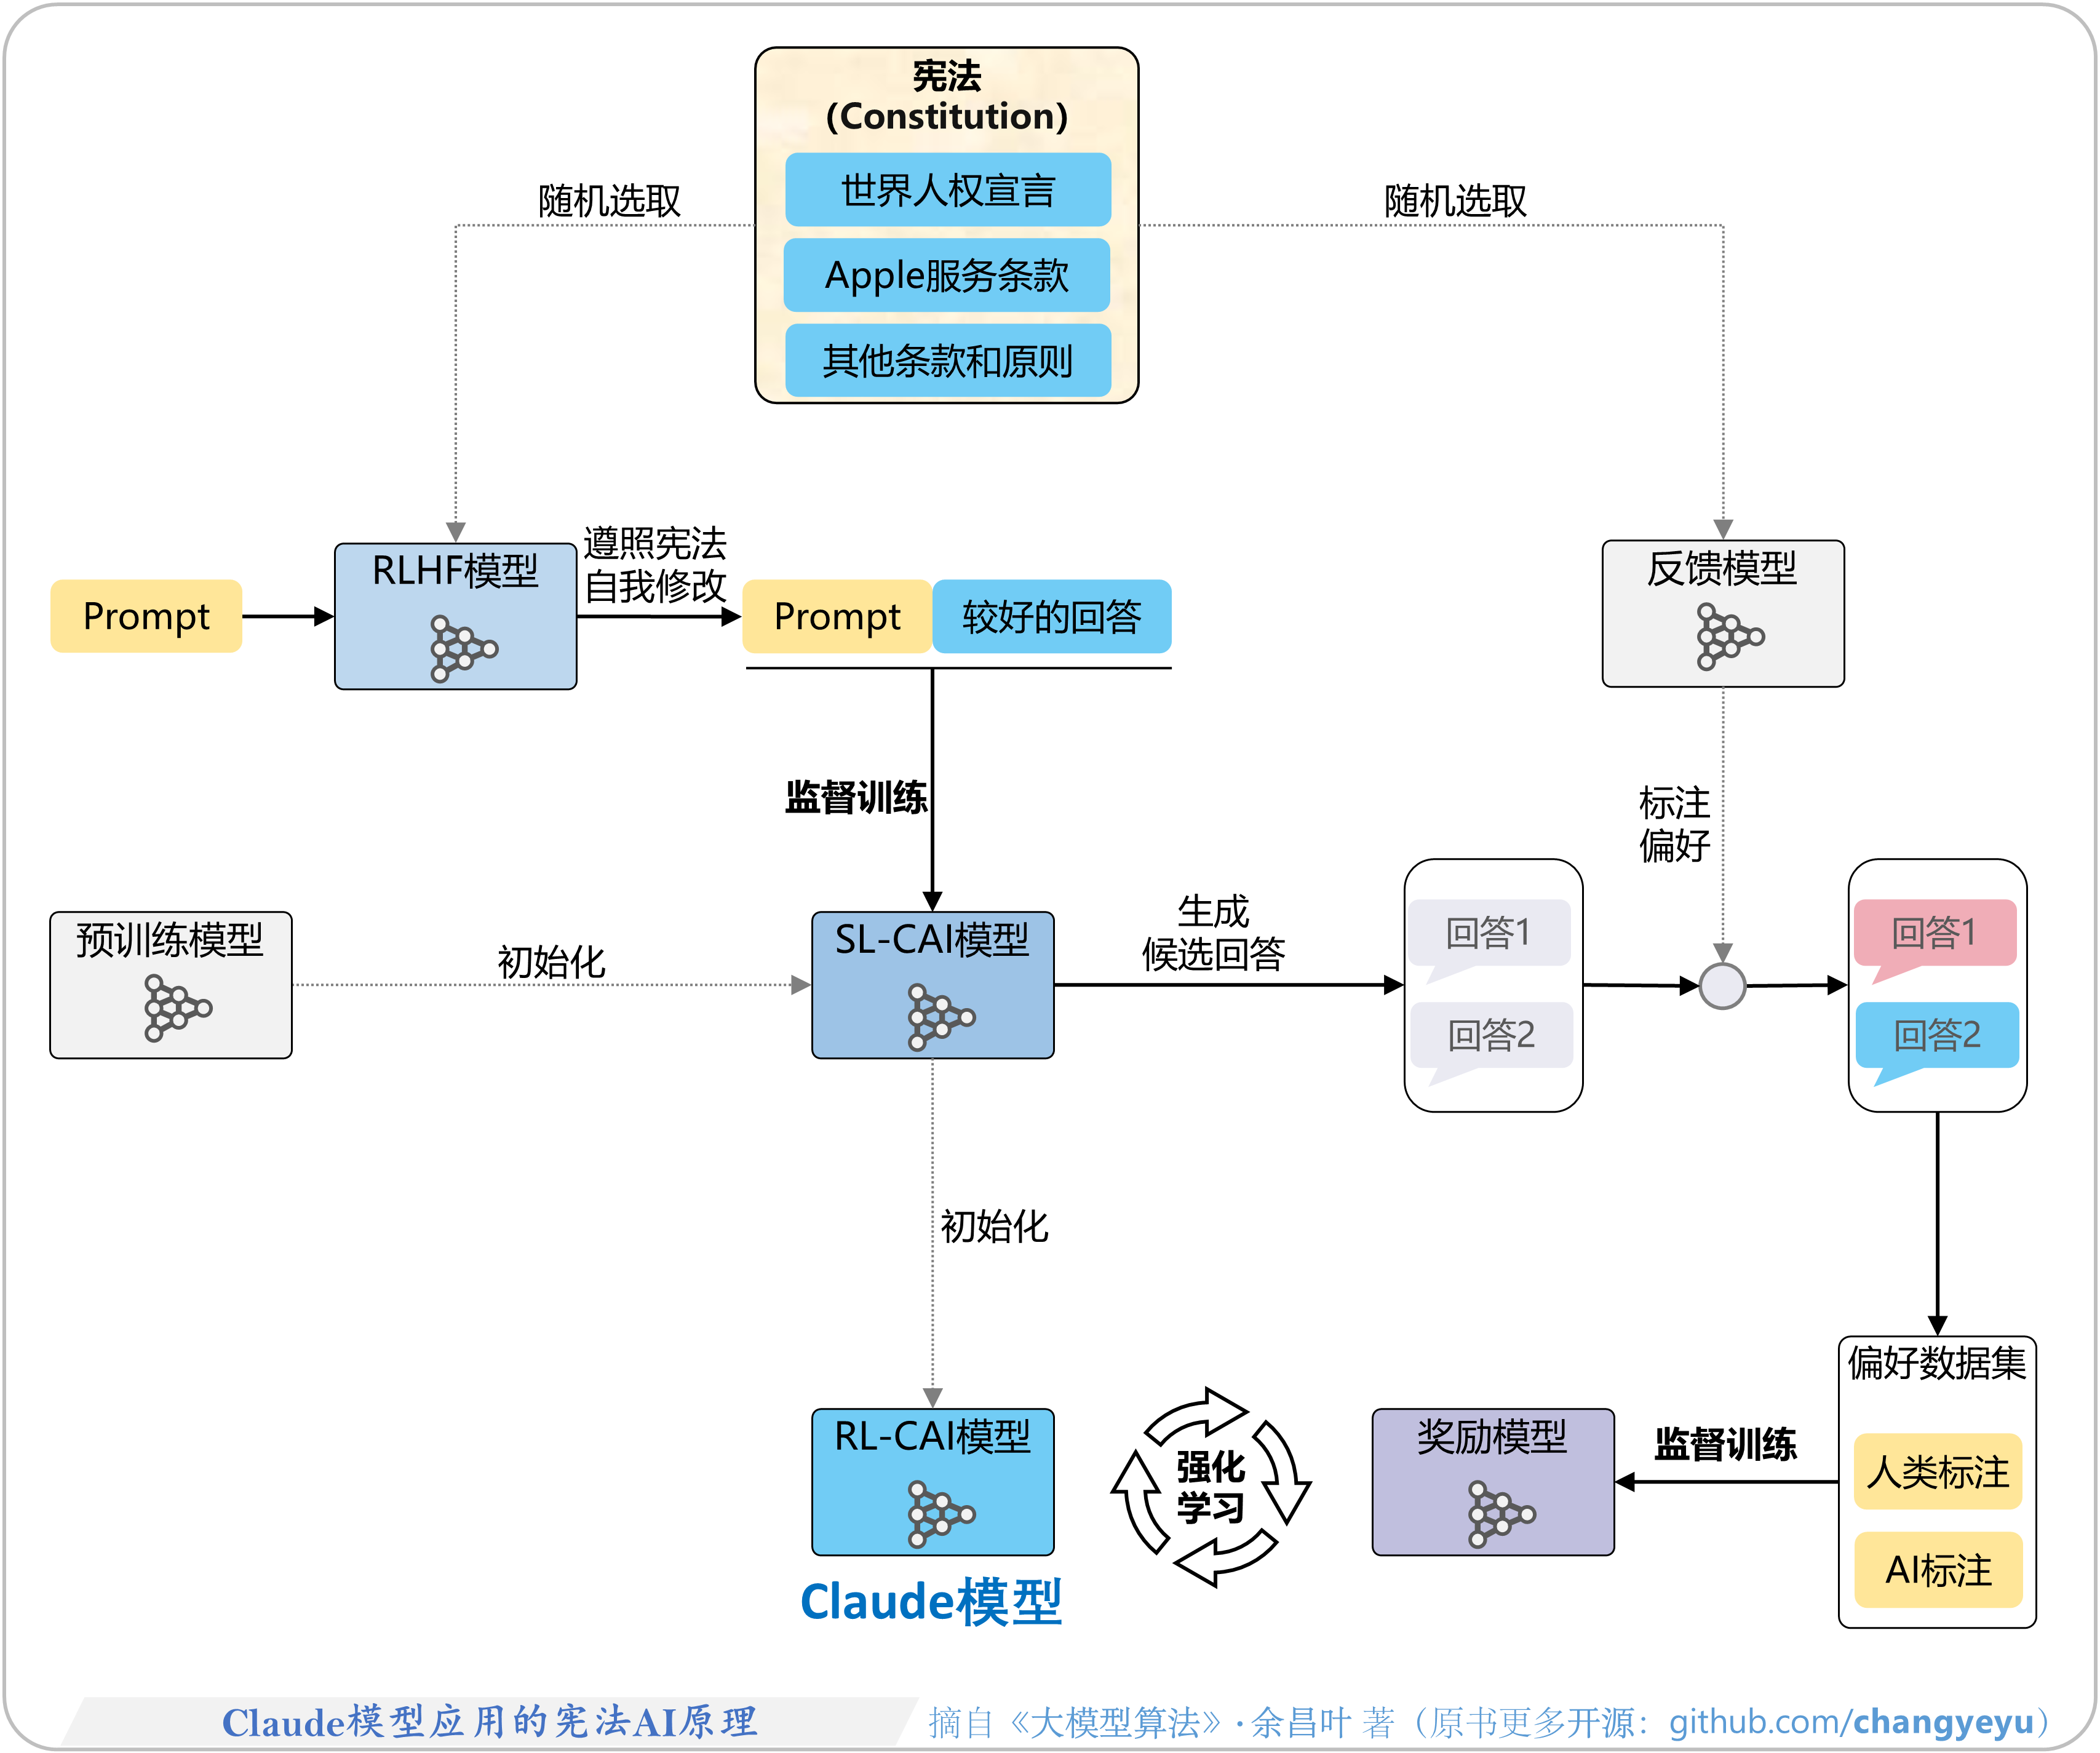 宪法
(Constitution)
世界人权宣言
Apple服务条款
其他条款和原则
随机选取
随机选取
Prompt
RLHF模型
遵照宪法
自我修改
Prompt
较好的回答
反馈模型
监督训练
标注
偏好
预训练模型
初始化
SL-CAI模型
生成
候选回答
回答1
回答2
回答1
回答2
初始化
RL-CAI模型
Claude模型
强化
学习
奖励模型
监督训练
偏好数据集
人类标注
AI标注
Claude模型应用的宪法AI原理
摘自《大模型算法》·余昌叶 著（原书更多开源：github.com/changyeyu）